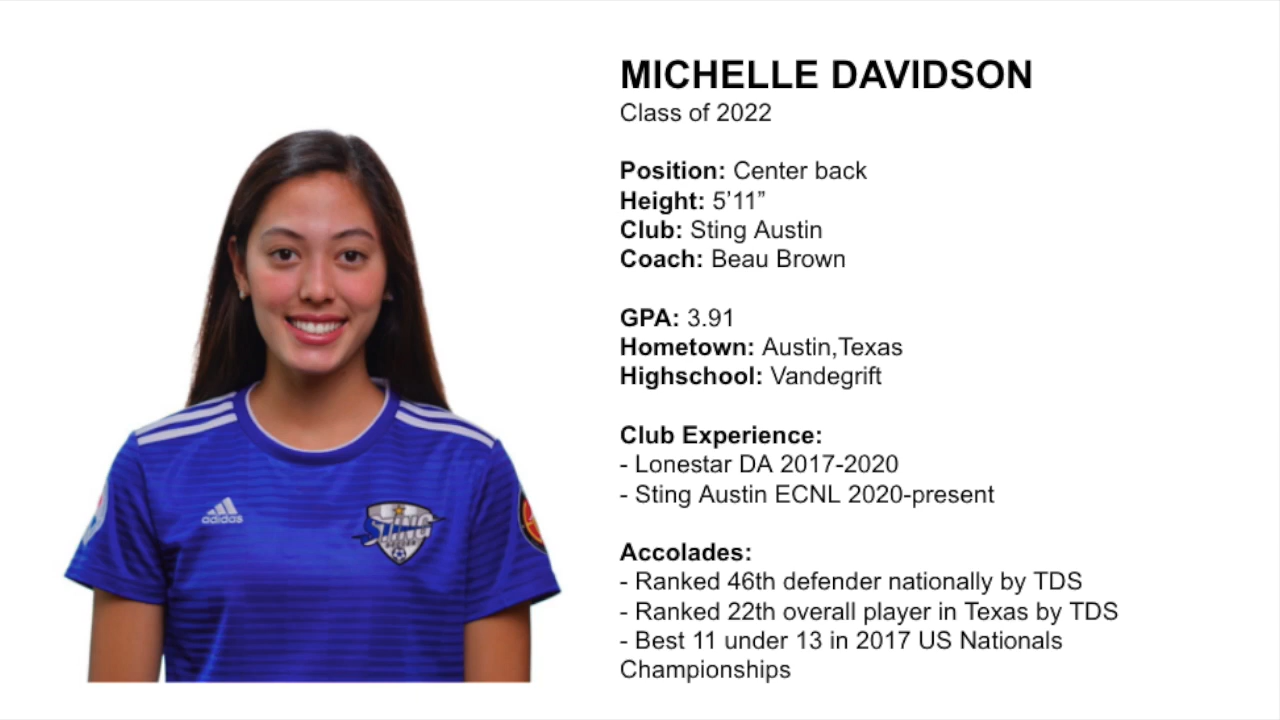 MICHELLE DAVIDSON
Class of 2022
Position: Center back
Height: 5’11”
Club: Sting Austin
Coach: Beau Brown
GPA: 3.91
Hometown: Austin,Texas
Highschool: Vandegrift
Club Experience:
- Lonestar DA 2017-2020
- Sting Austin ECNL 2020-present
Accolades:
- Ranked 46th defender nationally by TDS
- Ranked 22th overall player in Texas by TDS
- Best 11 under 13 in 2017 US Nationals
Championships
adidas
STING
SOCCER